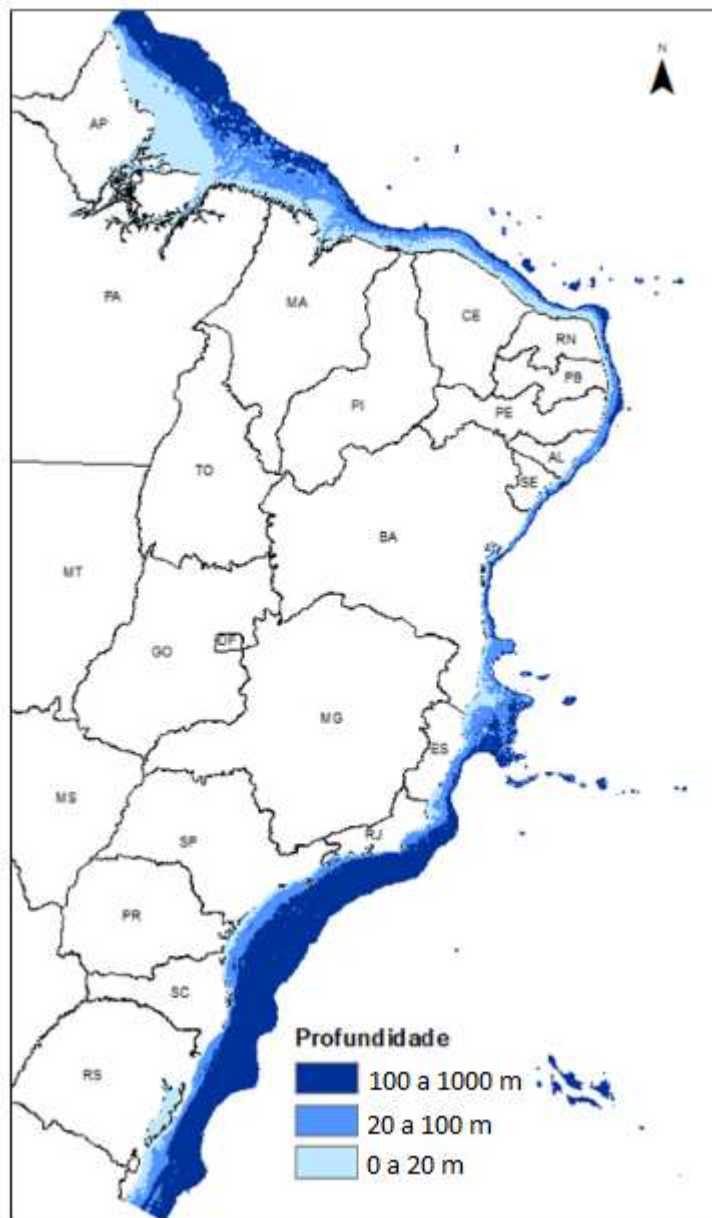 N
AP
PA
MA
CE
RN
PB
PI
PE
AL
SE
TO
BA
MT
GO
DF
MG
ES
MS
SP
RJ
PR
SC
RS
Profundidade
100 a 1000 m
20 a 100 m
0 a 20 m